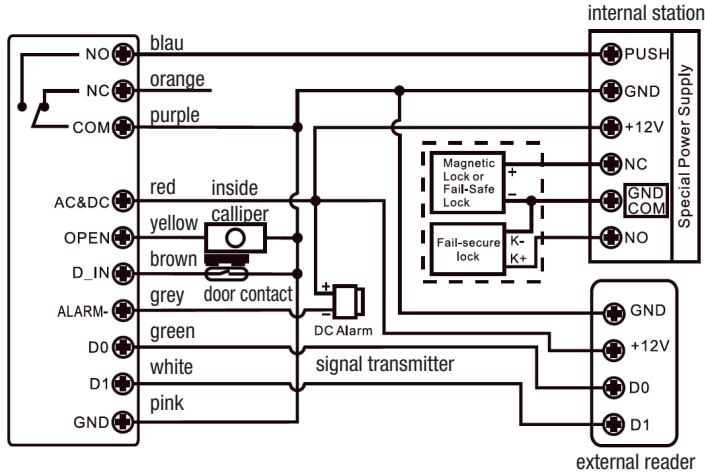 internal station
NO
blau
PUSH
NC
orange
GND
COM
purple
+12V
Magnetic
Lock or
Fail-Safe
Lock
+
−
NC
AC&DC
red
inside
GND
COM
OPEN
yellow
calliper
Fail-secure
lock
K-
K+
NO
Special Power Supply
D_IN
brown
door contact
ALARM-
grey
+
−
DC Alarm
GND
D0
green
+12V
D1
white
signal transmitter
D0
GND
pink
D1
external reader